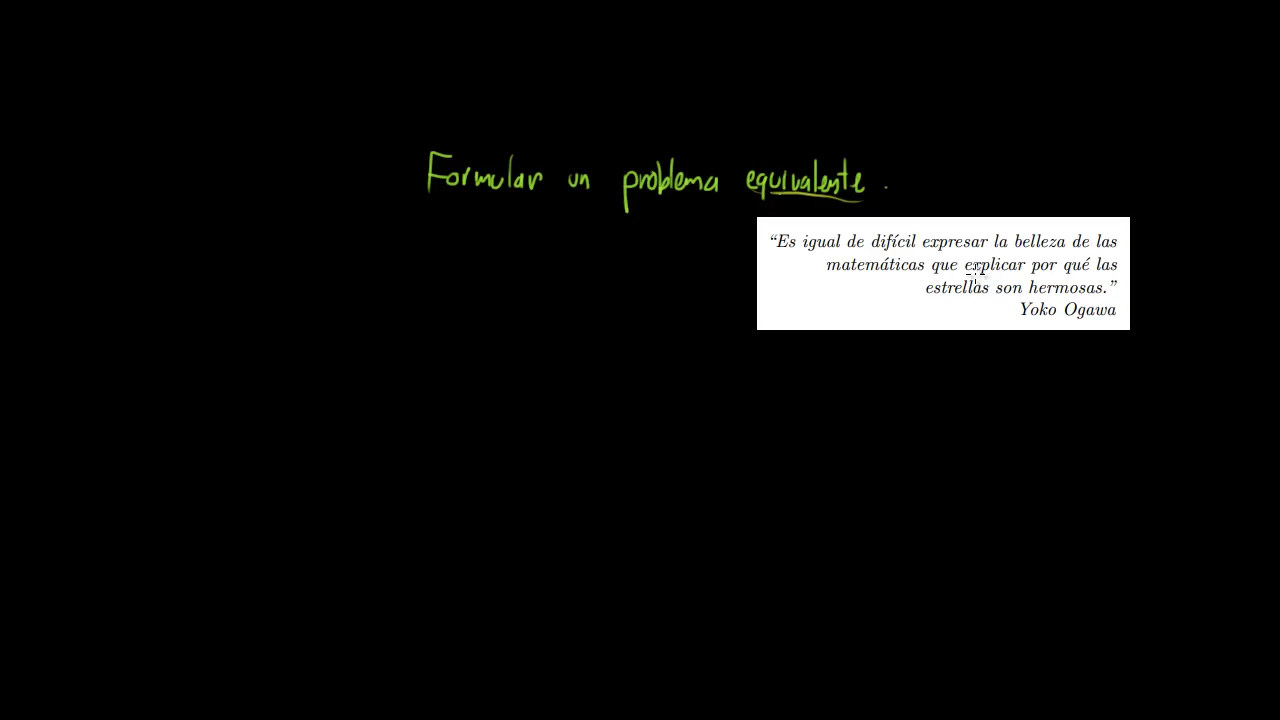 Formular un problema equivalente.
“Es igual de difícil expresar la belleza de las
matemáticas que explicar por qué las
estrellas son hermosas.”
Yoko Ogawa